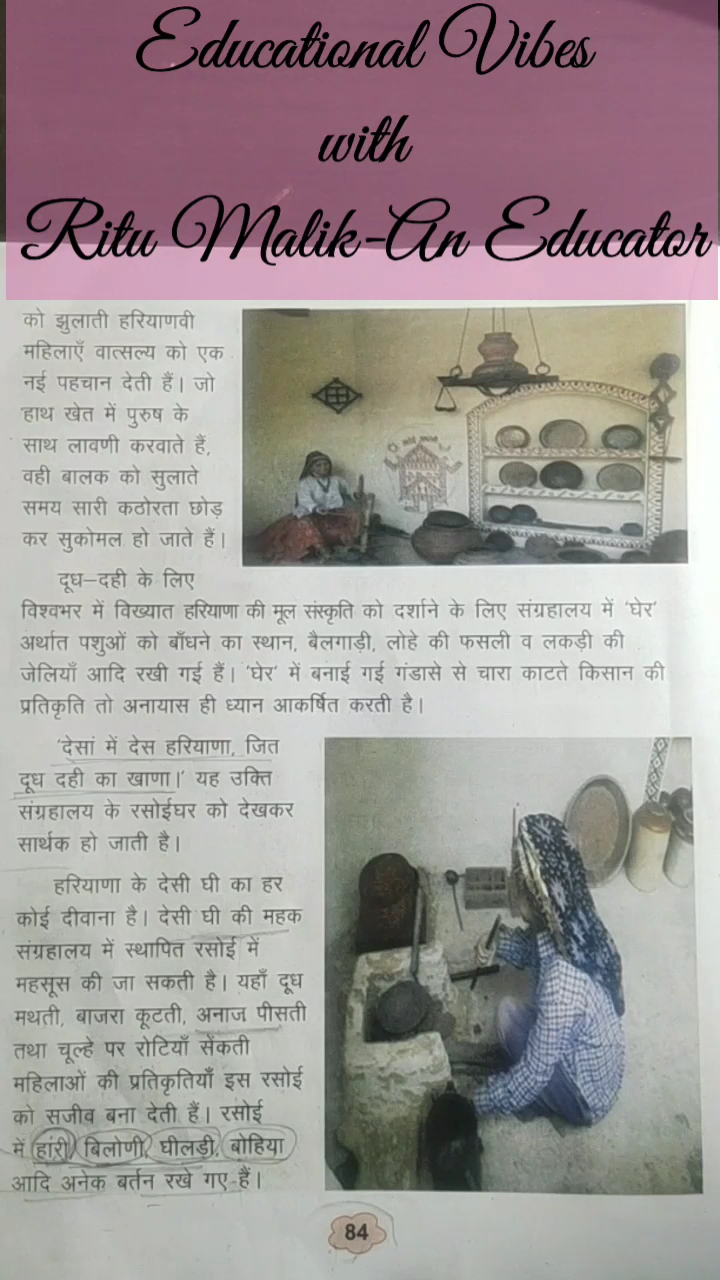 Educational Vibes
with
Ritu Malik-An Educator
को झुलाती हरियाणवी
महिलाएँ वात्सल्य को एक
नई पहचान देती हैं। जो
हाथ खेत में पुरुष के
साथ लावणी करवाते हैं,
वही बालक को सुलाते
समय सारी कठोरता छोड़
कर सुकोमल हो जाते हैं।
दूध–दही के लिए
विश्वभर में विख्यात हरियाणा की मूल संस्कृति को दर्शाने के लिए संग्रहालय में 'घेर'
अर्थात पशुओं को बाँधने का स्थान, बैलगाड़ी, लोहे की फसली व लकड़ी की
जेलियाँ आदि रखी गई हैं। 'घेर' में बनाई गई गंडासे से चारा काटते किसान की
प्रतिकृति तो अनायास ही ध्यान आकर्षित करती है।
'देसां में देस हरियाणा, जित
दूध दही का खाणा।' यह उक्ति
संग्रहालय के रसोईघर को देखकर
सार्थक हो जाती है।
हरियाणा के देसी घी का हर
कोई दीवाना है। देसी घी की महक
संग्रहालय में स्थापित रसोई में
महसूस की जा सकती है। यहाँ दूध
मथती, बाजरा कूटती, अनाज पीसती
तथा चूल्हे पर रोटियाँ सेंकती
महिलाओं की प्रतिकृतियाँ इस रसोई
को सजीव बना देती हैं। रसोई
में हांरी, बिलोणी, घीलड़ी, बोहिया
आदि अनेक बर्तन रखे गए हैं।
84